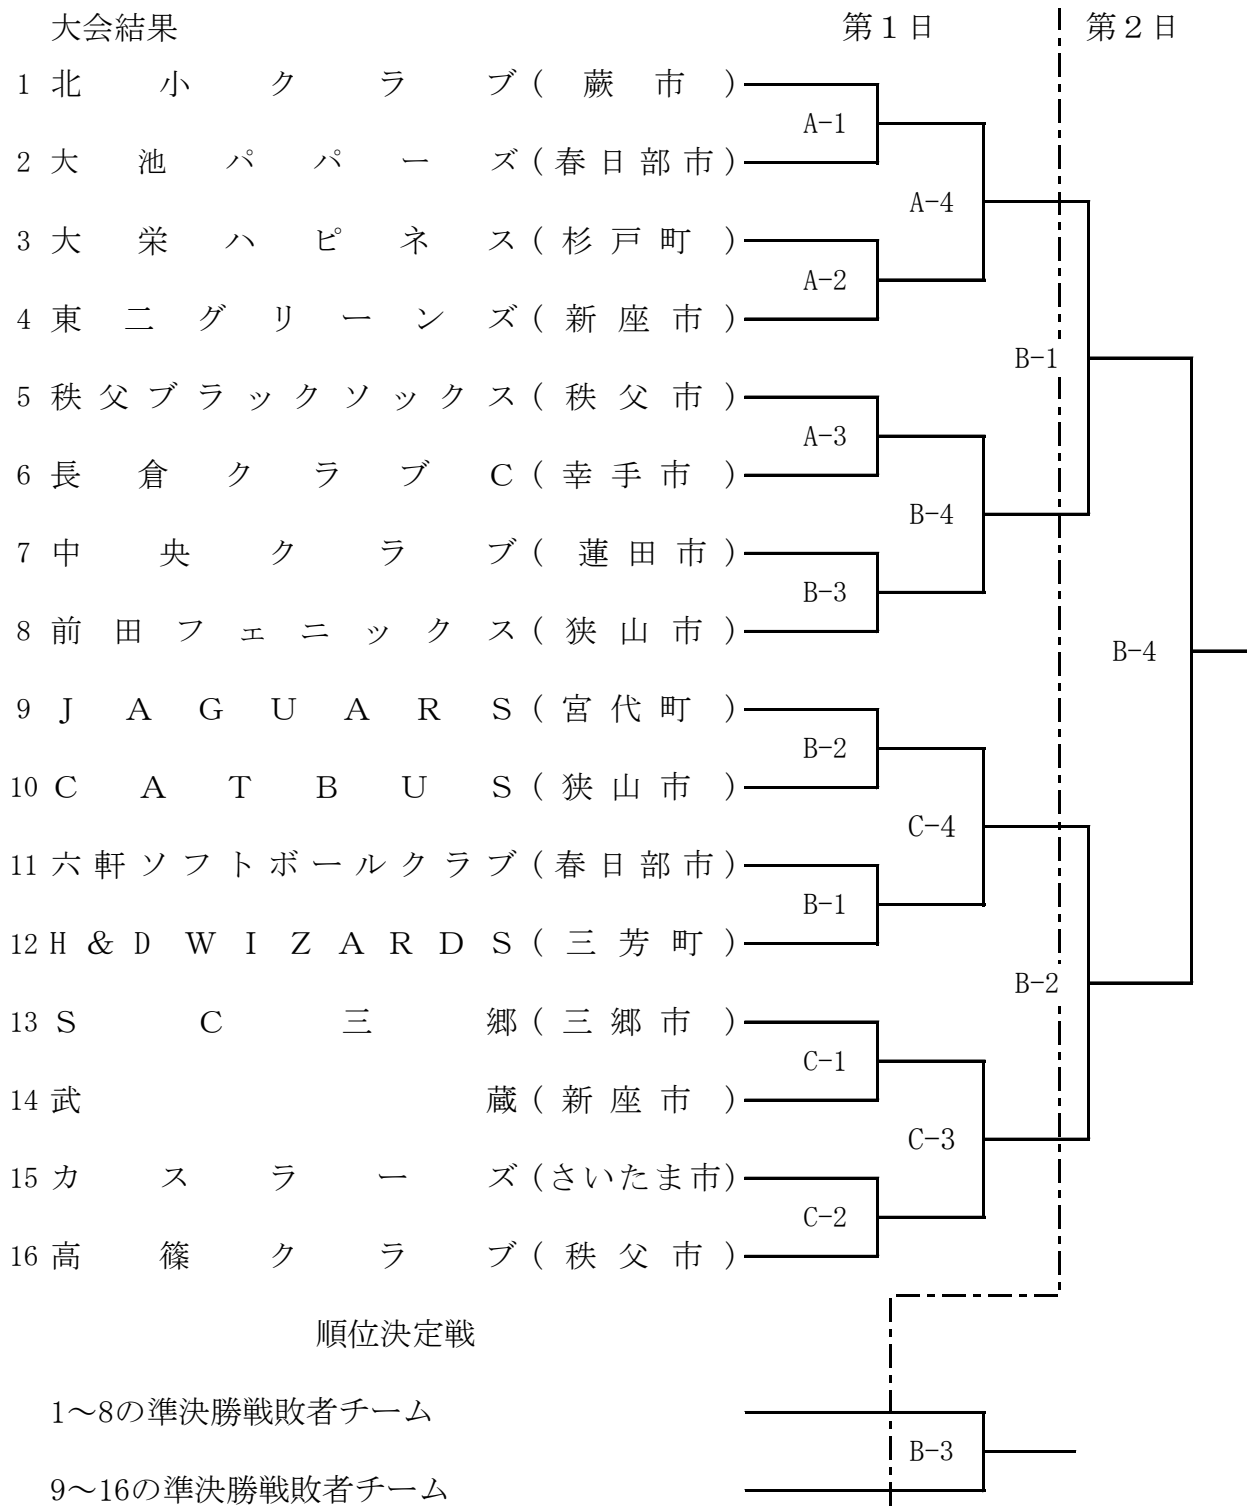 大会結果 第１日 第２日
1 北小クラブ(蕨市)
A-1
2 大池パパーズ(春日部市)
A-4
3 大栄ハピネス(杉戸町)
A-2
4 東二グリーンズ(新座市)
B-1
5 秩父ブラックソックス(秩父市)
A-3
6 長倉クラブC(幸手市)
B-4
7 中央クラブ(蓮田市)
B-3
8 前田フェニックス(狭山市)
B-4
9 ＪＡＧＵＡＲＳ(宮代町)
B-2
10 ＣＡＴＢＵＳ(狭山市)
C-4
11 六軒ソフトボールクラブ(春日部市)
B-1
12 H&D ＷＩＺＡＲＤＳ(三芳町)
B-2
13 ＳＣ三郷(三郷市)
C-1
14 武蔵(新座市)
C-3
15 カスラーズ(さいたま市)
C-2
16 高篠クラブ(秩父市)
順位決定戦
1～8の準決勝戦敗者チーム
B-3
9～16の準決勝戦敗者チーム